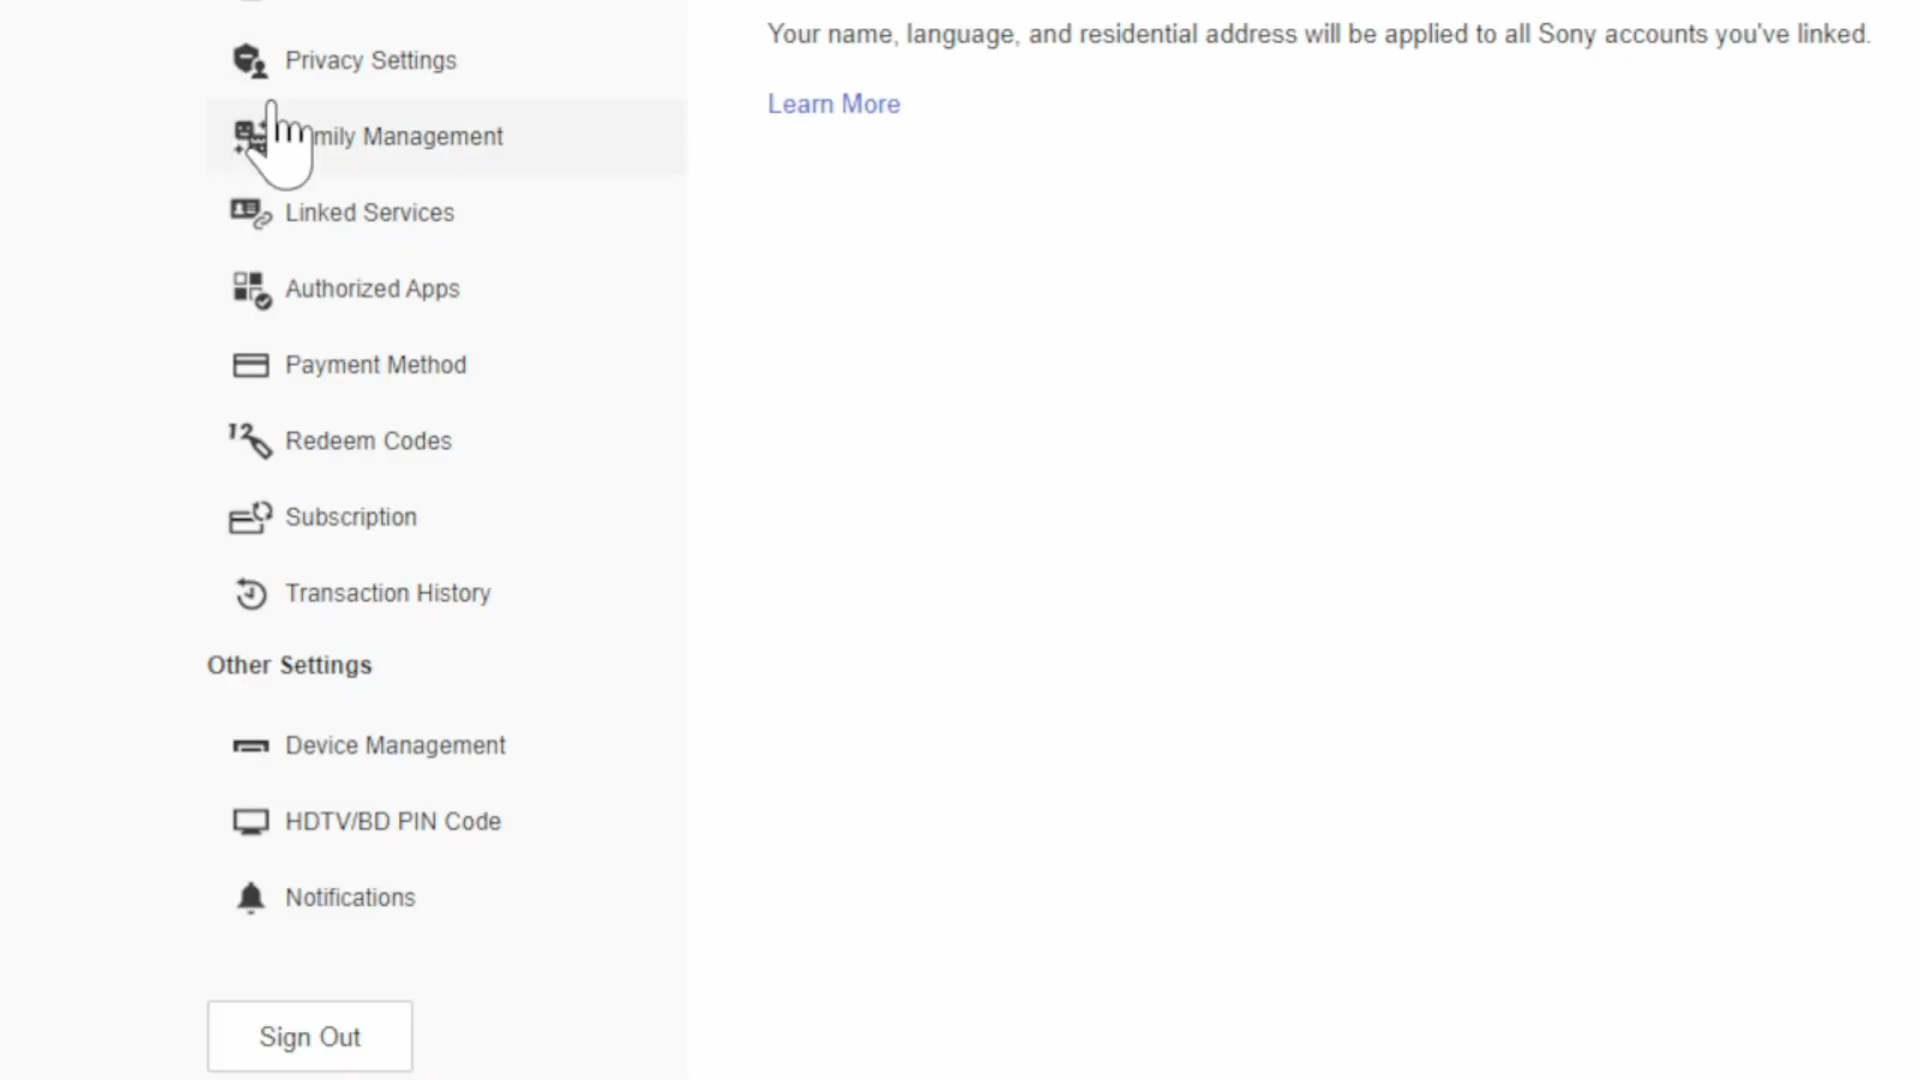 Your name, language, and residential address will be applied to all Sony accounts you've linked.
Learn More
Privacy Settings
mily Management
Linked Services
Authorized Apps
Payment Method
Redeem Codes
Subscription
Transaction History
Other Settings
Device Management
HDTV/BD PIN Code
Notifications
Sign Out